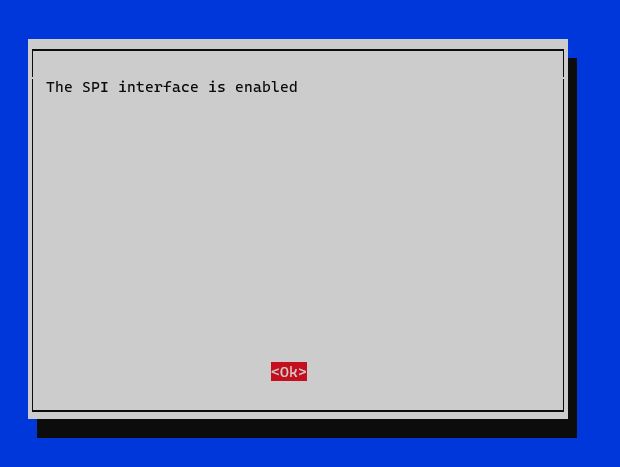 The SPI interface is enabled
<Ok>